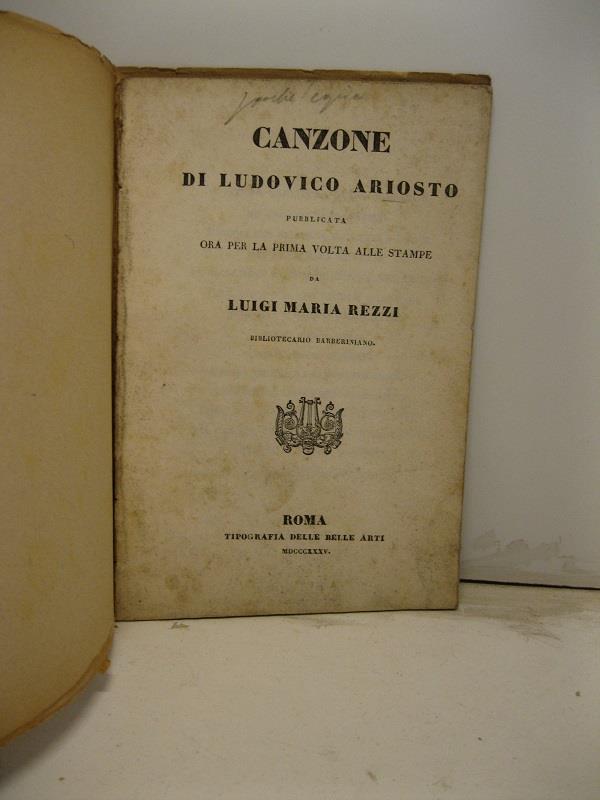 CANZONE
DI LUDOVICO ARIOSTO
PUBBLICATA
ORA PER LA PRIMA VOLTA ALLE STAMPE
DA
LUIGI MARIA REZZI
BIBLIOTECARIO BARBERINIANO.
ROMA
TIPOGRAFIA DELLE BELLE ARTI
MDCCCXXXV.